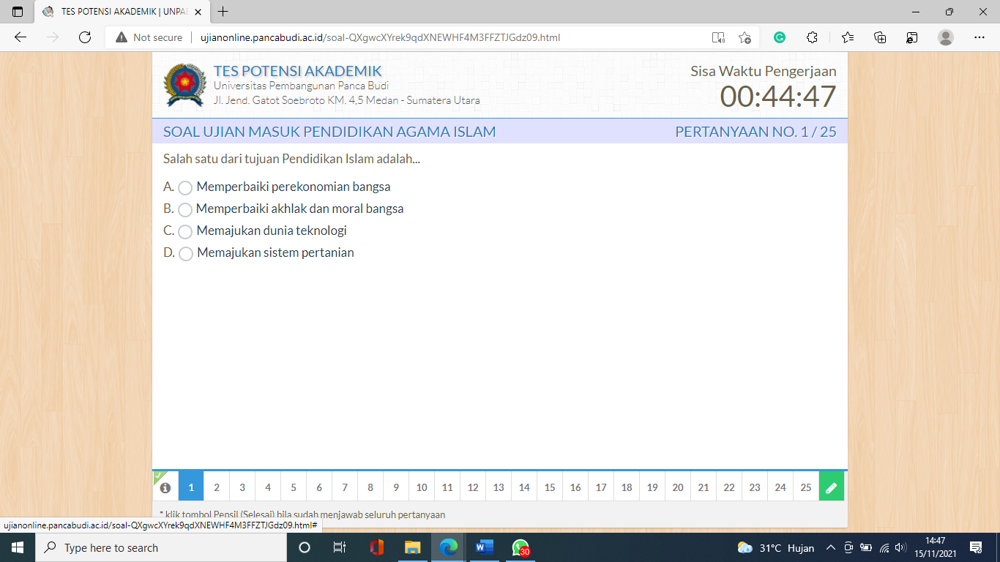 TES POTENSI AKADEMIK | UNPAB
Not secure
ujianonline.pancabudi.ac.id/soal-QXgwcXYrek9qdXNEWHF4M3FFZTJGdz09.html
TES POTENSI AKADEMIK
Universitas Pembangunan Panca Budi
Jl. Jend. Gatot Soebroto KM. 4,5 Medan - Sumatera Utara
Sisa Waktu Pengerjaan
00:44:47
SOAL UJIAN MASUK PENDIDIKAN AGAMA ISLAM
PERTANYAAN NO. 1 / 25
Salah satu dari tujuan Pendidikan Islam adalah...
A. Memperbaiki perekonomian bangsa
B. Memperbaiki akhlak dan moral bangsa
C. Memajukan dunia teknologi
D. Memajukan sistem pertanian
1 2 3 4 5 6 7 8 9 10 11 12 13 14 15 16 17 18 19 20 21 22 23 24 25
* klik tombol Pensil (Selesai) bila sudah menjawab seluruh pertanyaan
ujianonline.pancabudi.ac.id/soal-QXgwcXYrek9qdXNEWHF4M3FFZTJGdz09.html#
Type here to search
30
31°C Hujan
14:47
15/11/2021